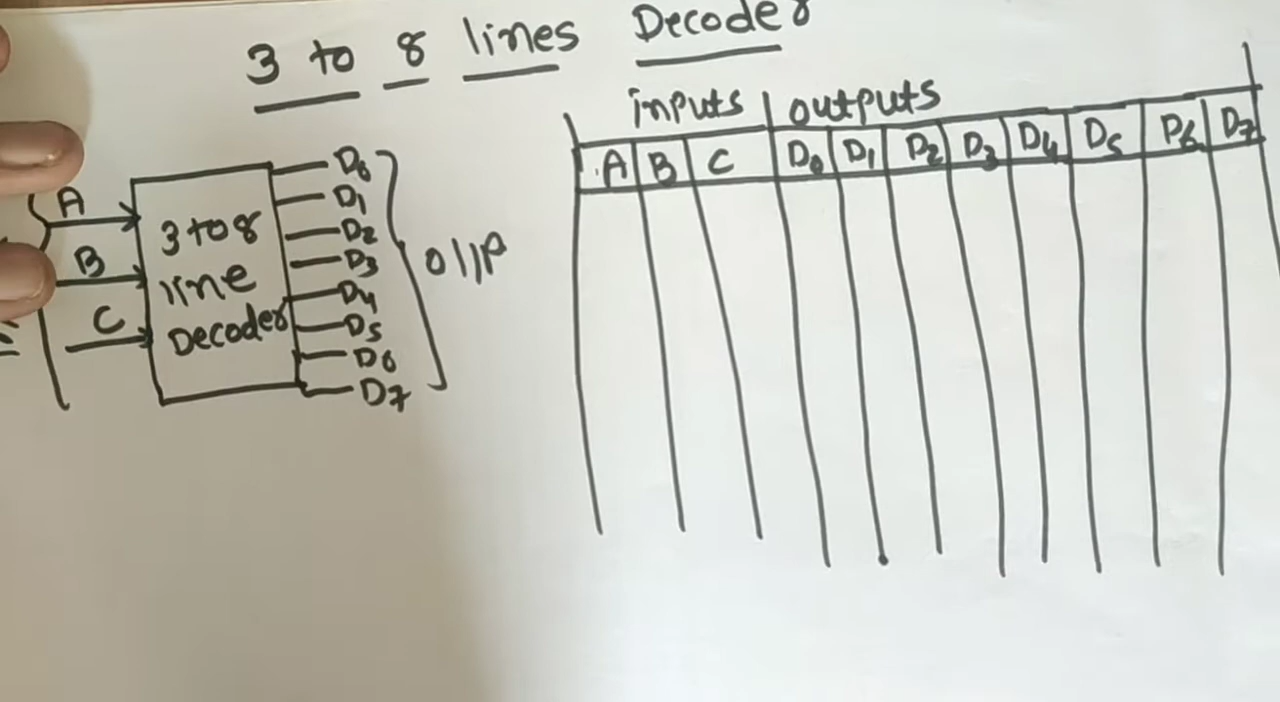 3 to 8 lines Decoder
inputs outputs
A B C D0 D1 D2 D3 D4 D5 D6 D7
A
B
C
3 to 8
line
Decoder
D0
D1
D2
D3
D4
D5
D6
D7
O/P